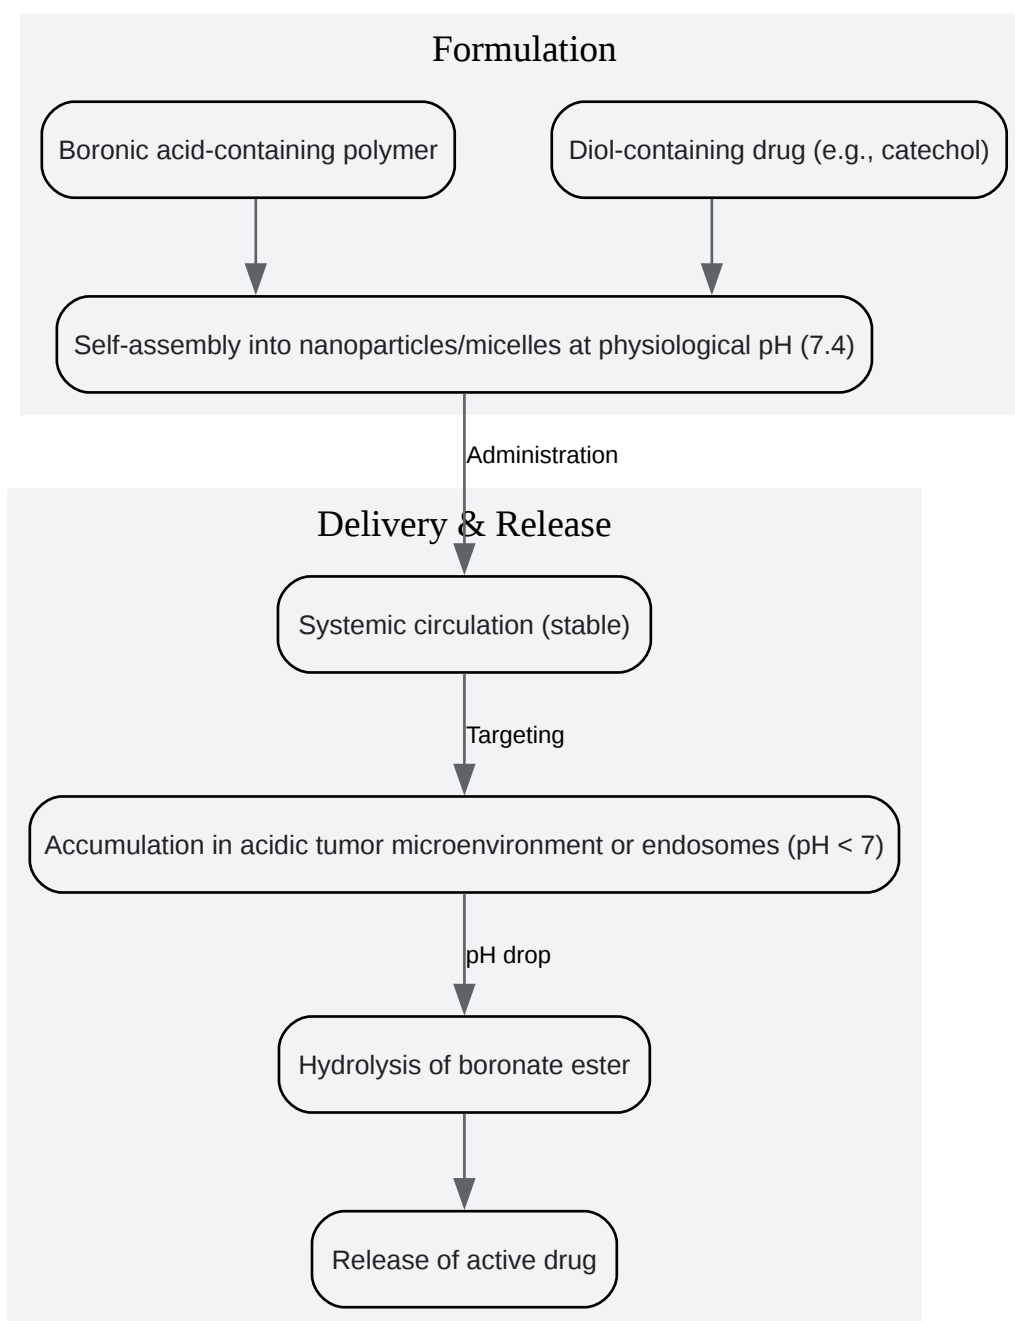 Formulation
Boronic acid-containing polymer
Diol-containing drug (e.g., catechol)
Self-assembly into nanoparticles/micelles at physiological pH (7.4)
Administration
Delivery & Release
Systemic circulation (stable)
Targeting
Accumulation in acidic tumor microenvironment or endosomes (pH < 7)
pH drop
Hydrolysis of boronate ester
Release of active drug